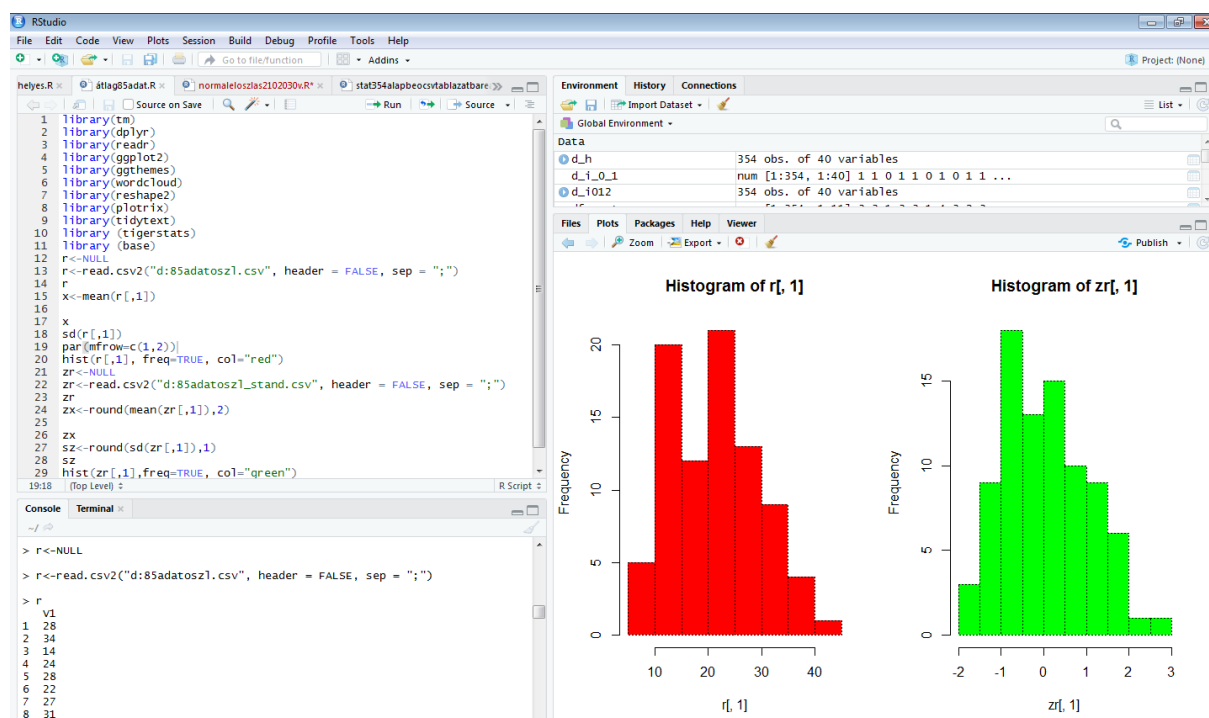 RStudio
File Edit Code View Plots Session Build Debug Profile Tools Help
Go to file/function Addins
Project: (None)
helyes.R átlag85adat.R normaleloszlas2102030v.R* stat354alapbeocsvtablazatbare
Source on Save Run Source
1 library(tm)
2 library(dplyr)
3 library(readr)
4 library(ggplot2)
5 library(ggthemes)
6 library(wordcloud)
7 library(reshape2)
8 library(plotrix)
9 library(tidytext)
10 library (tigerstats)
11 library (base)
12 r<-NULL
13 r<-read.csv2("d:85adatoszl.csv", header = FALSE, sep = ";")
14 r
15 x<-mean(r[,1])
16
17 x
18 sd(r[,1])
19 par(mfrow=c(1,2))
20 hist(r[,1], freq=TRUE, col="red")
21 zr<-NULL
22 zr<-read.csv2("d:85adatoszl_stand.csv", header = FALSE, sep = ";")
23 zr
24 zx<-round(mean(zr[,1]),2)
25
26 zx
27 sz<-round(sd(zr[,1]),1)
28 sz
29 hist(zr[,1],freq=TRUE, col="green")
19:18 (Top Level) R Script
Console Terminal
~/
> r<-NULL
> r<-read.csv2("d:85adatoszl.csv", header = FALSE, sep = ";")
> r
V1
1 28
2 34
3 14
4 24
5 28
6 22
7 27
8 31
Environment History Connections
Import Dataset List
Global Environment
Data
d_h 354 obs. of 40 variables
d_i_0_1 num [1:354, 1:40] 1 1 0 1 1 0 1 0 1 1 ...
d_i012 354 obs. of 40 variables
Files Plots Packages Help Viewer
Zoom Export Publish
Histogram of r[, 1]
Frequency
20
15
10
5
0
10 20 30 40
r[, 1]
Histogram of zr[, 1]
Frequency
15
10
5
0
-2 -1 0 1 2 3
zr[, 1]